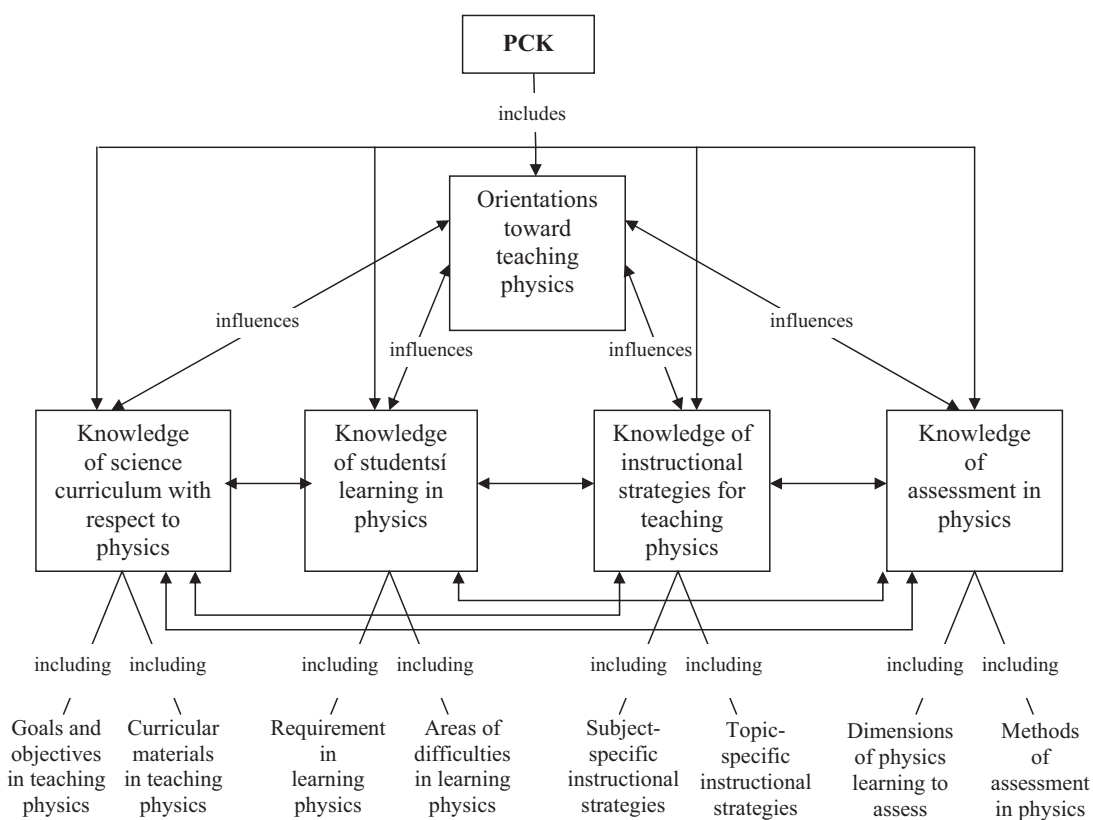 PCK
includes
Orientations
toward
teaching
physics
influences
influences
influences
influences
Knowledge
of science
curriculum with
respect to
physics
Knowledge
of studentsí
learning in
physics
Knowledge of
instructional
strategies for
teaching
physics
Knowledge
of
assessment in
physics
including
including
including
including
including
including
including
including
Goals and
objectives
in teaching
physics
Curricular
materials
in teaching
physics
Requirement
in
learning
physics
Areas of
difficulties
in learning
physics
Subject-
specific
instructional
strategies
Topic-
specific
instructional
strategies
Dimensions
of physics
learning to
assess
Methods
of
assessment
in physics